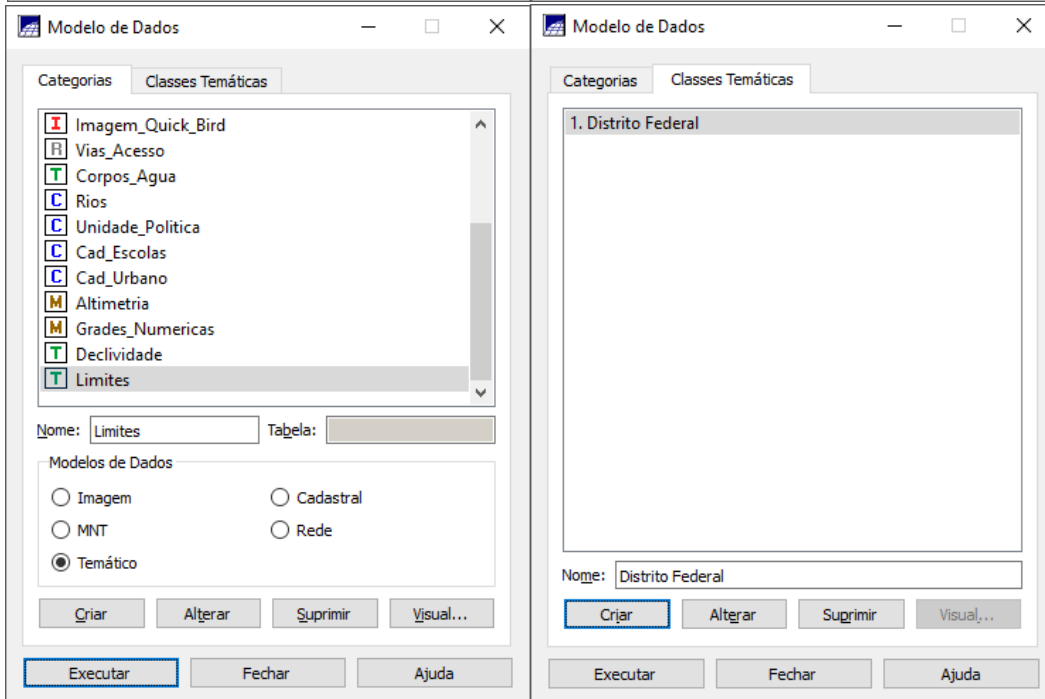 Modelo de Dados
Categorias Classes Temáticas
I Imagem_Quick_Bird
R Vias_Acesso
T Corpos_Agua
C Rios
C Unidade_Politica
C Cad_Escolas
C Cad_Urbano
M Altimetria
M Grades_Numericas
T Declividade
T Limites
Nome: Limites Tabela:
Modelos de Dados
Imagem Cadastral
MNT Rede
Temático
Criar Alterar Suprimir Visual...
Executar Fechar Ajuda
Modelo de Dados
Categorias Classes Temáticas
1. Distrito Federal
Nome: Distrito Federal
Criar Alterar Suprimir Visual...
Executar Fechar Ajuda